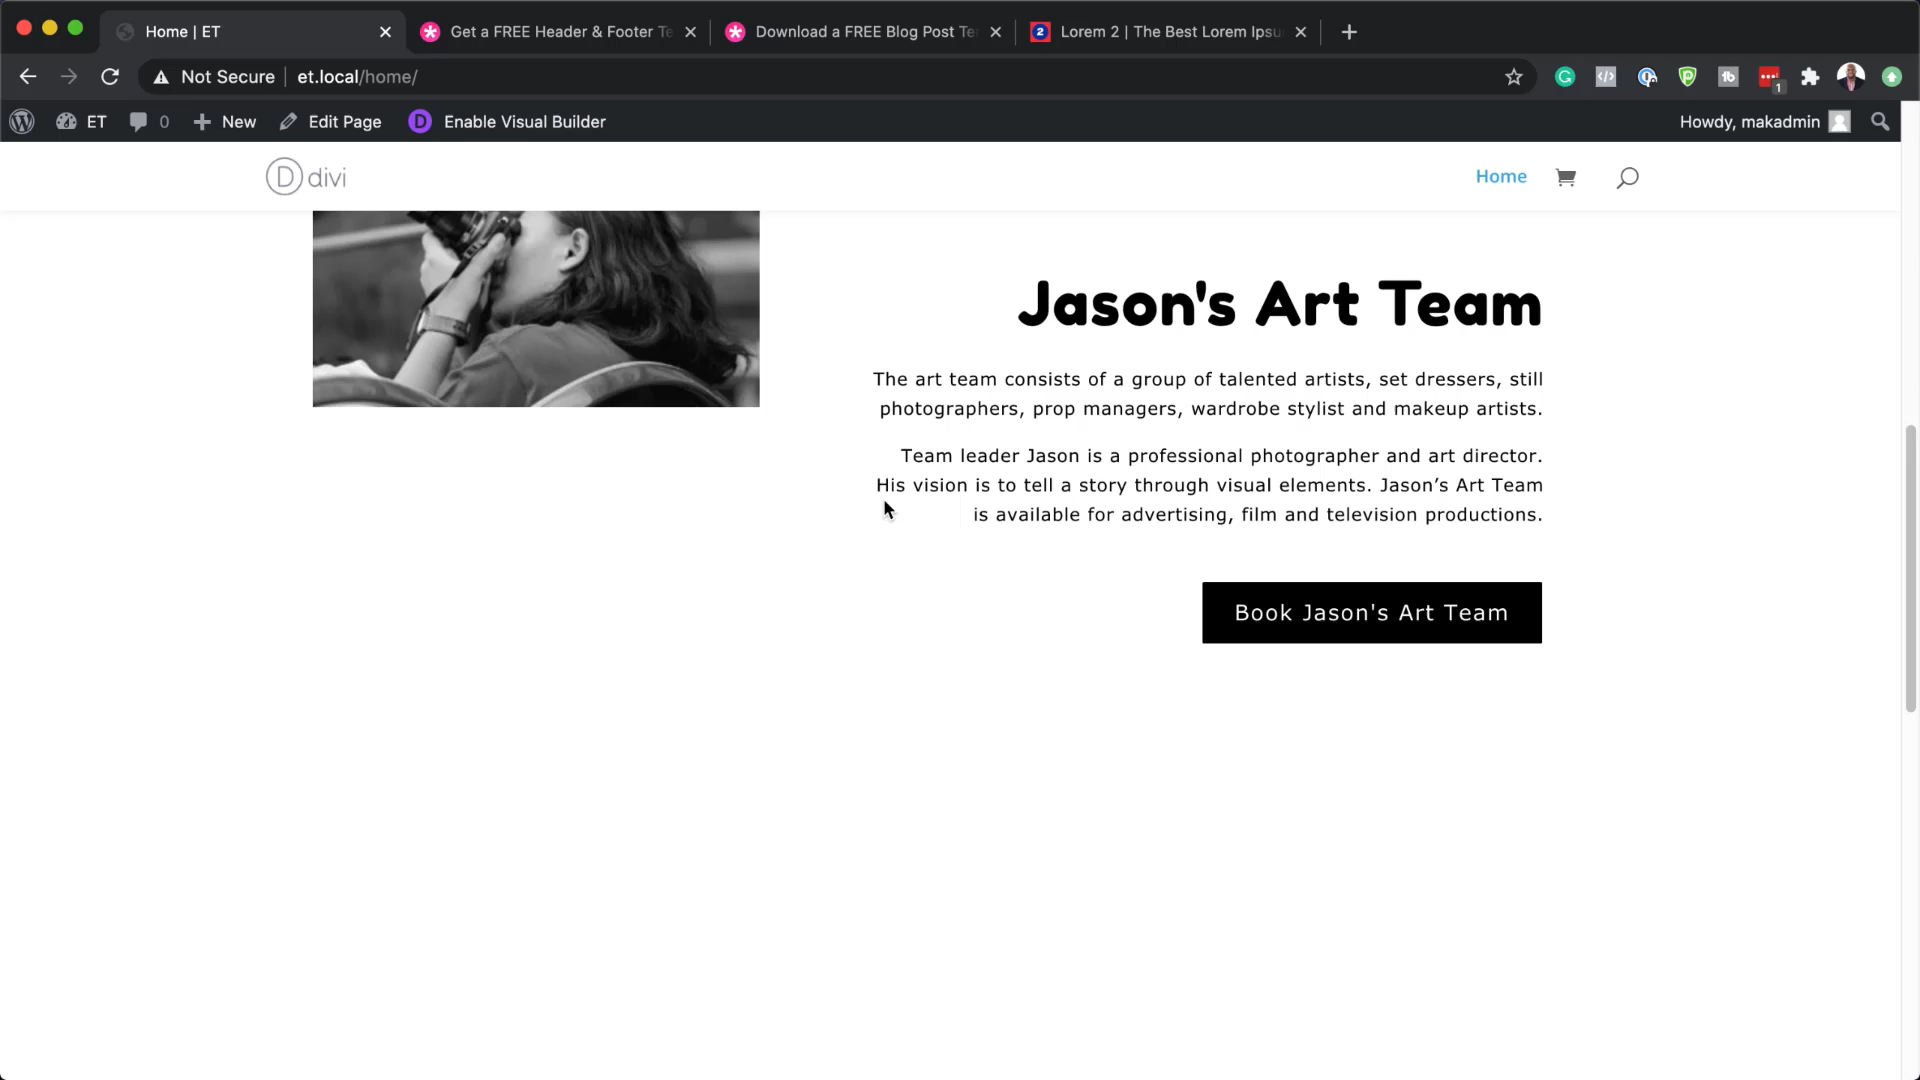 Home | ET
Get a FREE Header & Footer Te
Download a FREE Blog Post Te
2
Lorem 2 | The Best Lorem Ipsu
Not Secure
et.local/home/
1
ET
0
New
Edit Page
D
Enable Visual Builder
Howdy, makadmin
D divi
Home
Jason's Art Team
The art team consists of a group of talented artists, set dressers, still
photographers, prop managers, wardrobe stylist and makeup artists.
Team leader Jason is a professional photographer and art director.
His vision is to tell a story through visual elements. Jason’s Art Team
is available for advertising, film and television productions.
Book Jason's Art Team